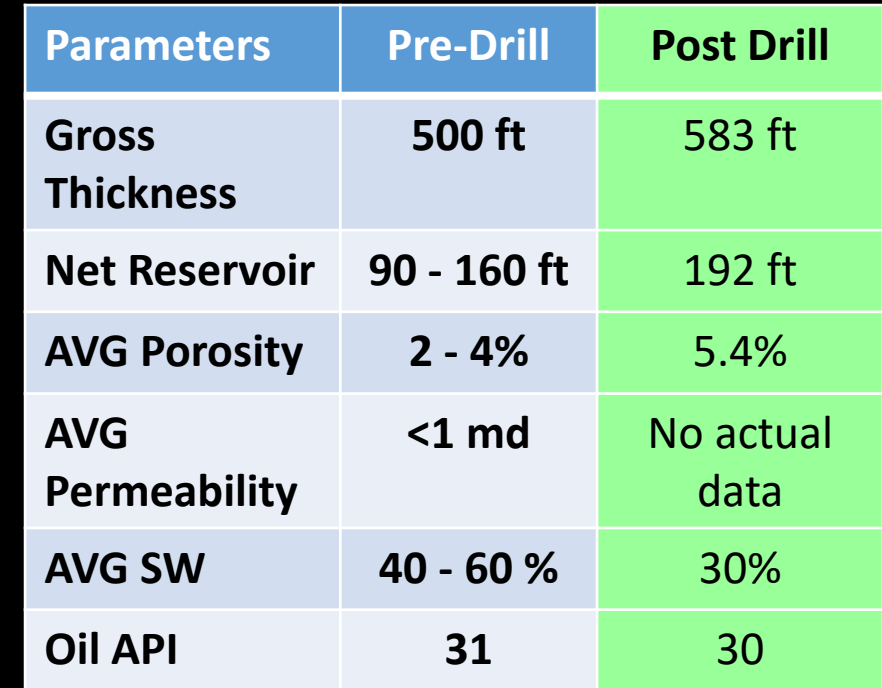 Parameters Pre-Drill Post Drill
Gross 500 ft 583 ft
Thickness
Net Reservoir 90 - 160 ft 192 ft
AVG Porosity 2 - 4% 5.4%
AVG <1 md No actual
Permeability data
AVG SW 40 - 60 % 30%
Oil API 31 30